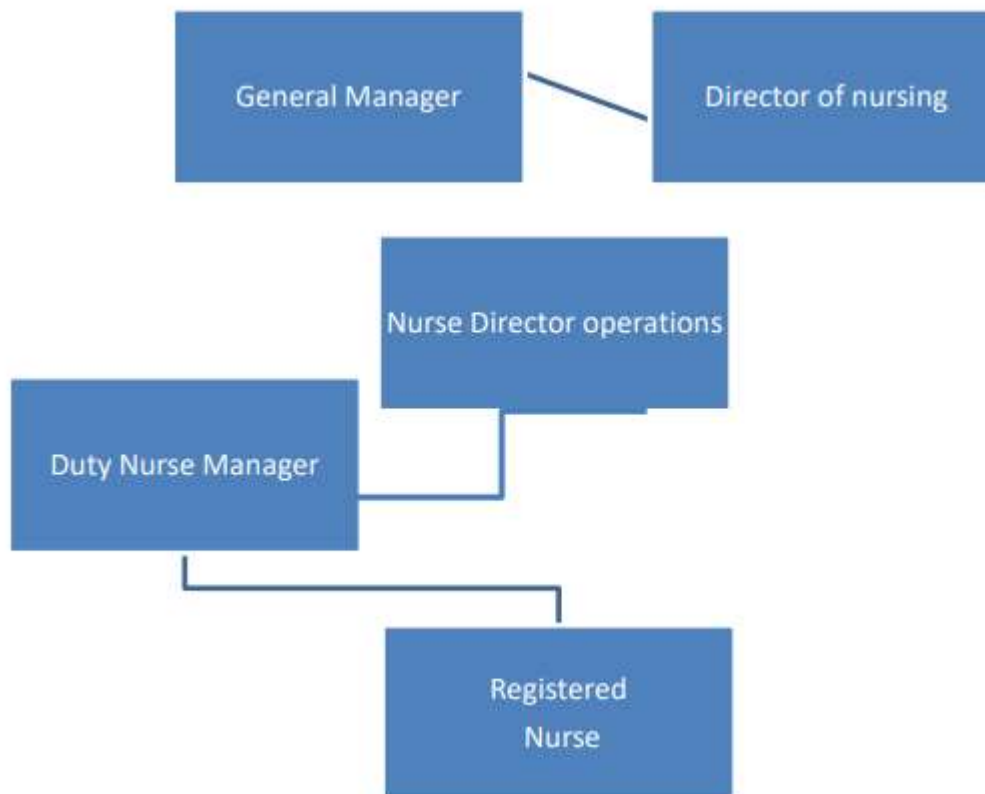 General Manager
Director of nursing
Nurse Director operations
Duty Nurse Manager
Registered
Nurse